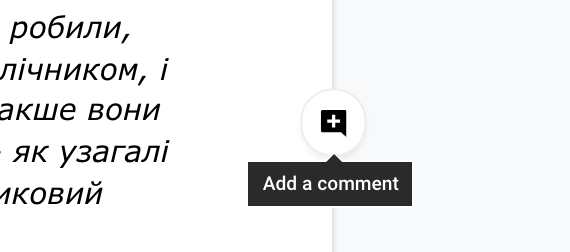 робили,
лічником, і
акше вони
як узагалі
иковий
Add a comment